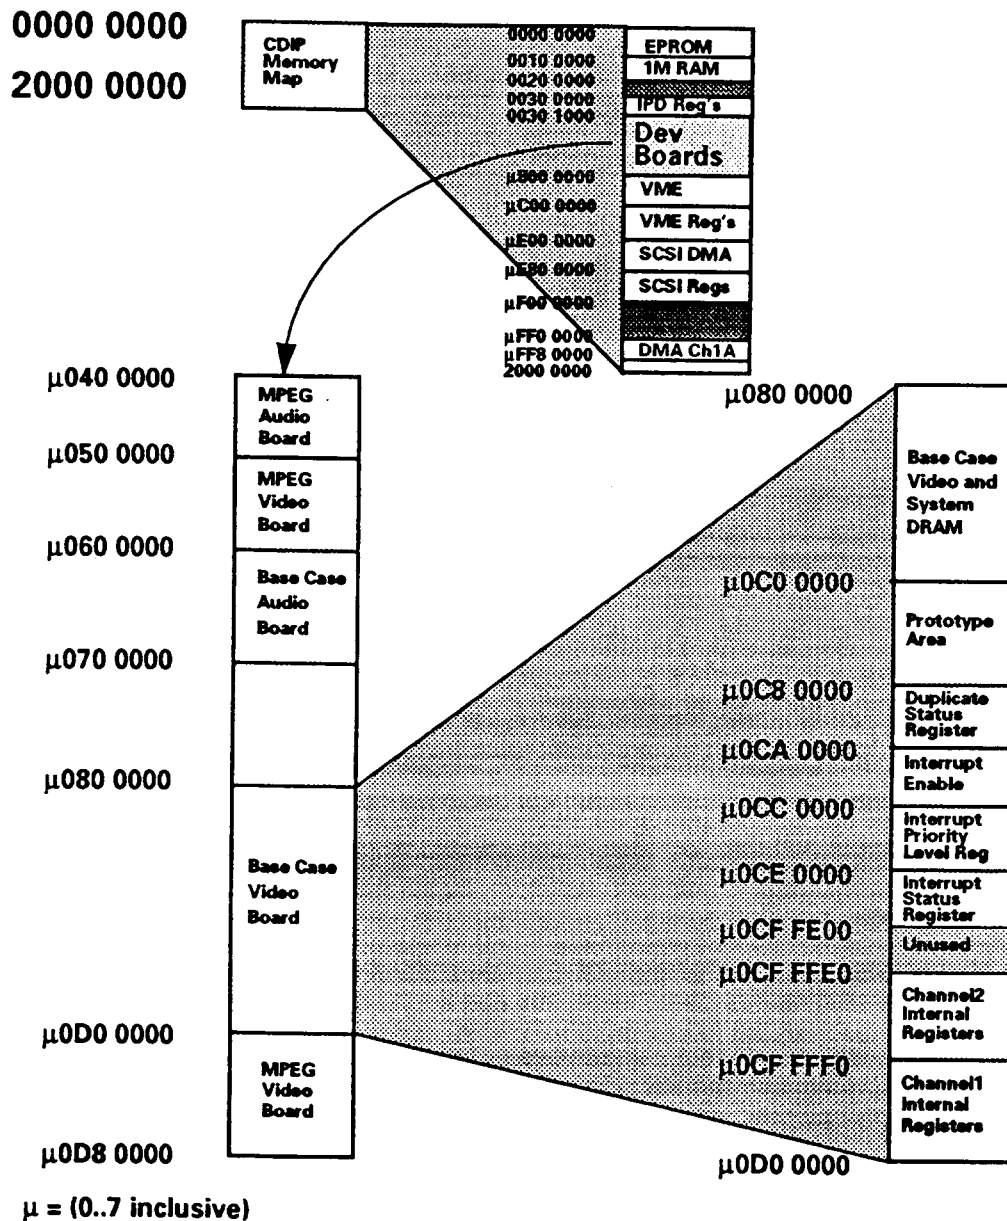 0000 0000
2000 0000
CDIP
Memory
Map
0000 0000
0010 0000
0020 0000
0030 0000
0030 1000
µB00 0000
µC00 0000
µE00 0000
µE80 0000
µF00 0000
µFF0 0000
µFF8 0000
2000 0000
EPROM
1M RAM
IPD Reg's
Dev
Boards
VME
VME Reg's
SCSI DMA
SCSI Regs
DMA Ch1A
µ040 0000
µ050 0000
µ060 0000
µ070 0000
µ080 0000
µ0D0 0000
µ0D8 0000
MPEG
Audio
Board
MPEG
Video
Board
Base Case
Audio
Board
Base Case
Video
Board
MPEG
Video
Board
µ080 0000
µ0C0 0000
µ0C8 0000
µ0CA 0000
µ0CC 0000
µ0CE 0000
µ0CF FE00
µ0CF FFE0
µ0CF FFF0
µ0D0 0000
Base Case
Video and
System
DRAM
Prototype
Area
Duplicate
Status
Register
Interrupt
Enable
Interrupt
Priority
Level Reg
Interrupt
Status
Register
Unused
Channel2
Internal
Registers
Channel1
Internal
Registers
µ = (0..7 inclusive)